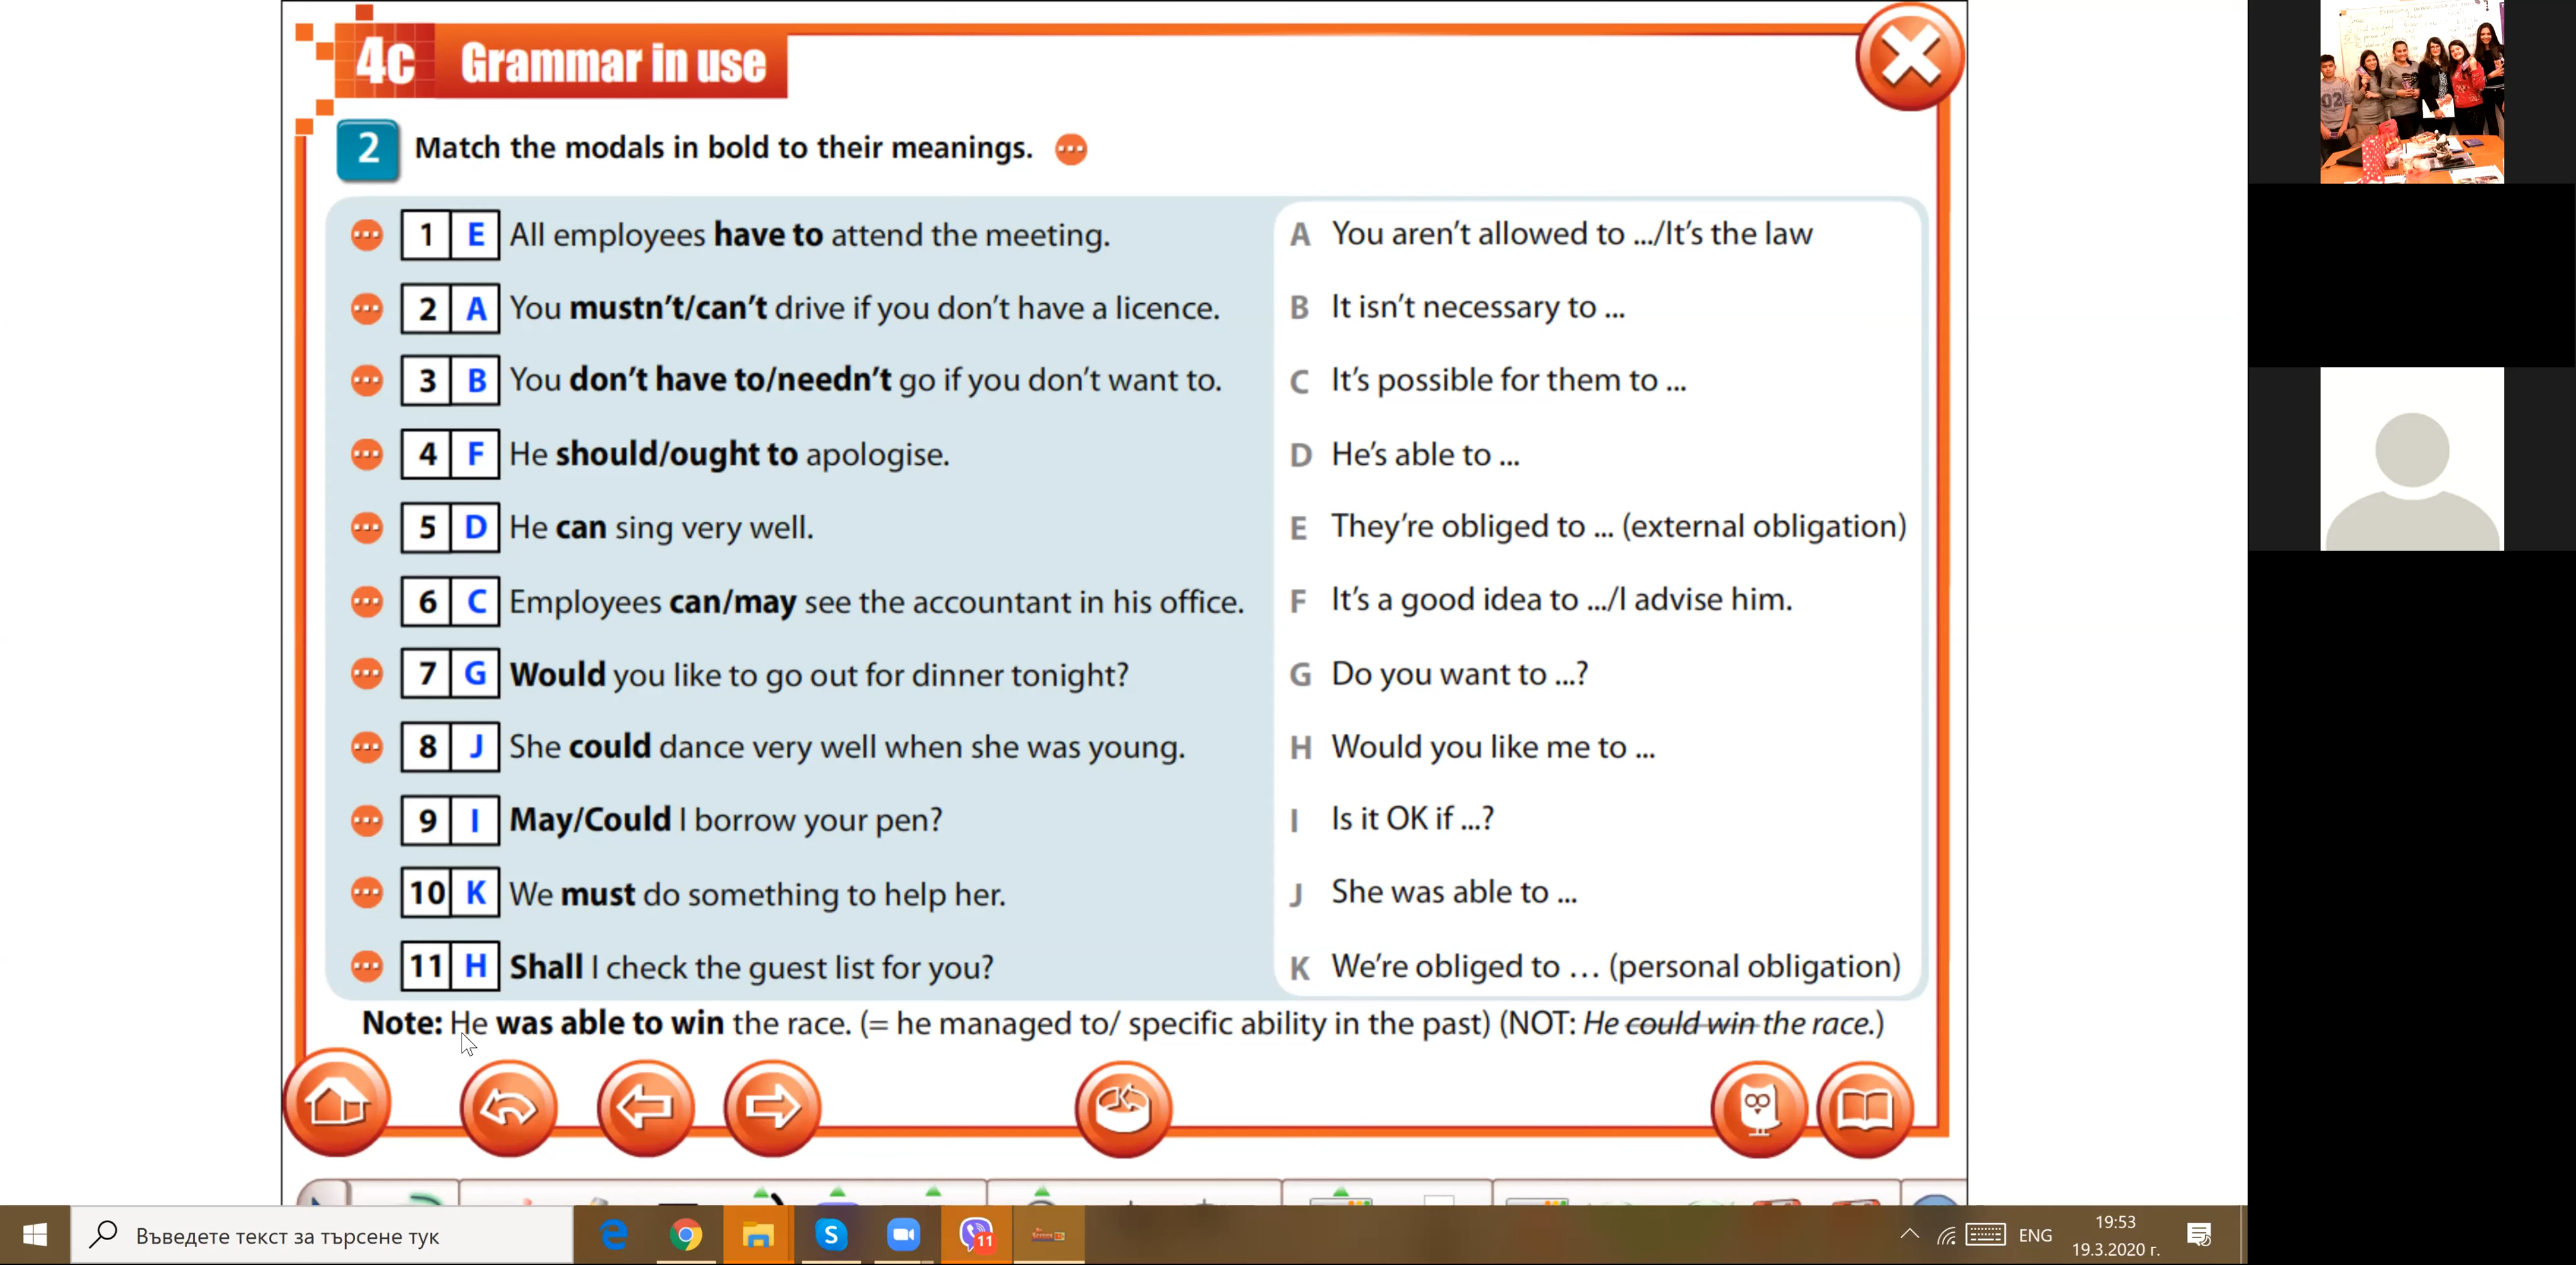 4c Grammar in use
2 Match the modals in bold to their meanings.
1 E All employees have to attend the meeting.
2 A You mustn't/can't drive if you don't have a licence.
3 B You don't have to/needn't go if you don't want to.
4 F He should/ought to apologise.
5 D He can sing very well.
6 C Employees can/may see the accountant in his office.
7 G Would you like to go out for dinner tonight?
8 J She could dance very well when she was young.
9 I May/Could I borrow your pen?
10 K We must do something to help her.
11 H Shall I check the guest list for you?
A You aren't allowed to .../It's the law
B It isn't necessary to ...
C It's possible for them to ...
D He's able to ...
E They're obliged to ... (external obligation)
F It's a good idea to .../I advise him.
G Do you want to ...?
H Would you like me to ...
I Is it OK if ...?
J She was able to ...
K We're obliged to ... (personal obligation)
Note: He was able to win the race. (= he managed to/ specific ability in the past) (NOT: He could win the race.)
Въведете текст за търсене тук
11
ENG
19:53
19.3.2020 г.